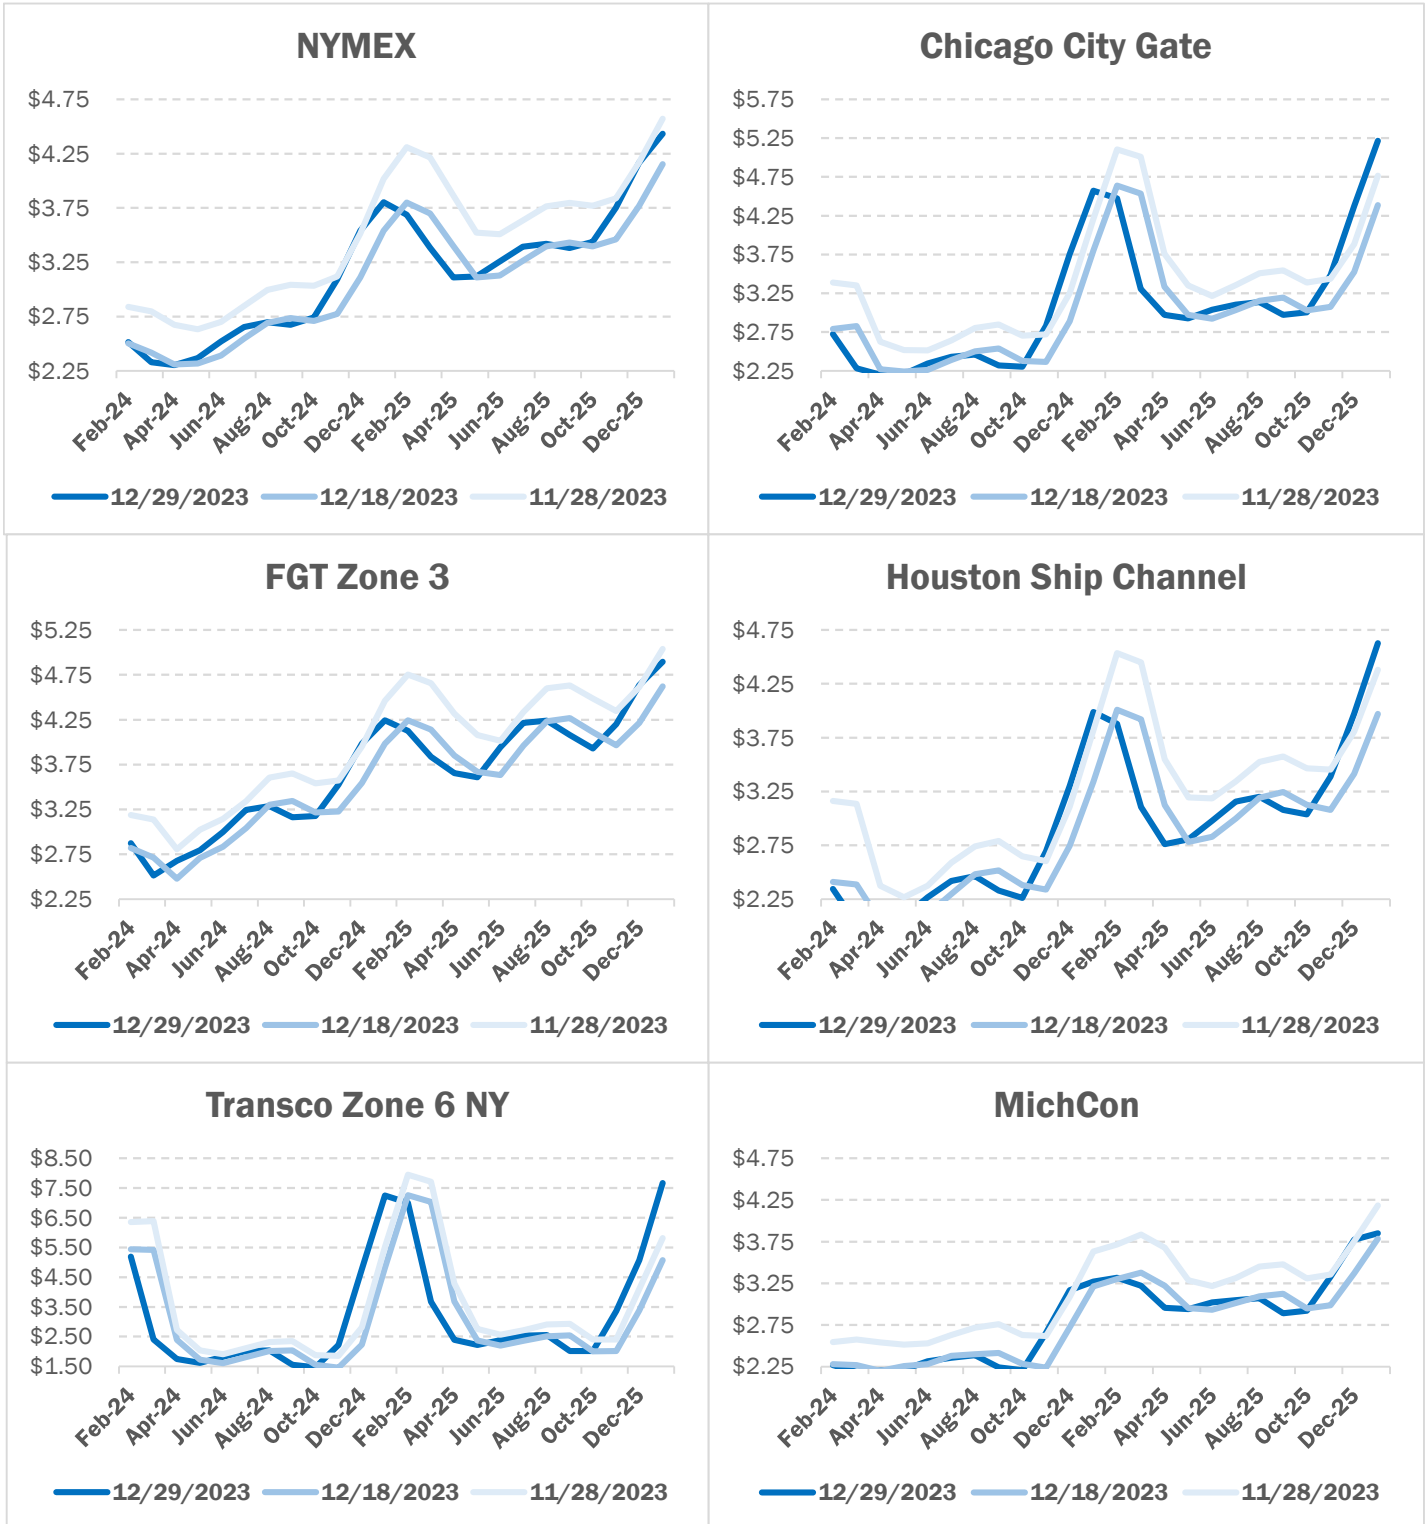 NYMEX
$4.75
$4.25
$3.75
$3.25
$2.75
$2.25
Feb-24 Apr-24 Jun-24 Aug-24 Oct-24 Dec-24 Feb-25 Apr-25 Jun-25 Aug-25 Oct-25 Dec-25
12/29/2023 12/18/2023 11/28/2023
Chicago City Gate
$5.75
$5.25
$4.75
$4.25
$3.75
$3.25
$2.75
$2.25
Feb-24 Apr-24 Jun-24 Aug-24 Oct-24 Dec-24 Feb-25 Apr-25 Jun-25 Aug-25 Oct-25 Dec-25
12/29/2023 12/18/2023 11/28/2023
FGT Zone 3
$5.25
$4.75
$4.25
$3.75
$3.25
$2.75
$2.25
Feb-24 Apr-24 Jun-24 Aug-24 Oct-24 Dec-24 Feb-25 Apr-25 Jun-25 Aug-25 Oct-25 Dec-25
12/29/2023 12/18/2023 11/28/2023
Houston Ship Channel
$4.75
$4.25
$3.75
$3.25
$2.75
$2.25
Feb-24 Apr-24 Jun-24 Aug-24 Oct-24 Dec-24 Feb-25 Apr-25 Jun-25 Aug-25 Oct-25 Dec-25
12/29/2023 12/18/2023 11/28/2023
Transco Zone 6 NY
$8.50
$7.50
$6.50
$5.50
$4.50
$3.50
$2.50
$1.50
Feb-24 Apr-24 Jun-24 Aug-24 Oct-24 Dec-24 Feb-25 Apr-25 Jun-25 Aug-25 Oct-25 Dec-25
12/29/2023 12/18/2023 11/28/2023
MichCon
$4.75
$4.25
$3.75
$3.25
$2.75
$2.25
Feb-24 Apr-24 Jun-24 Aug-24 Oct-24 Dec-24 Feb-25 Apr-25 Jun-25 Aug-25 Oct-25 Dec-25
12/29/2023 12/18/2023 11/28/2023